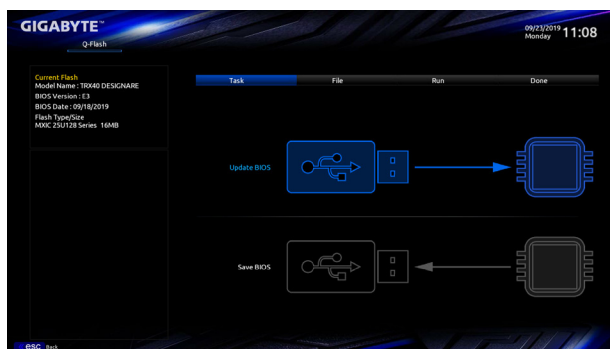 GIGABYTE™
Q-Flash
09/23/2019
Monday
11:08
Current Flash
Model Name : TRX40 DESIGNARE
BIOS Version : E3
BIOS Date : 09/18/2019
Flash Type/Size
MXIC 25U128 Series 16MB
Task File Run Done
Update BIOS
Save BIOS
esc Back